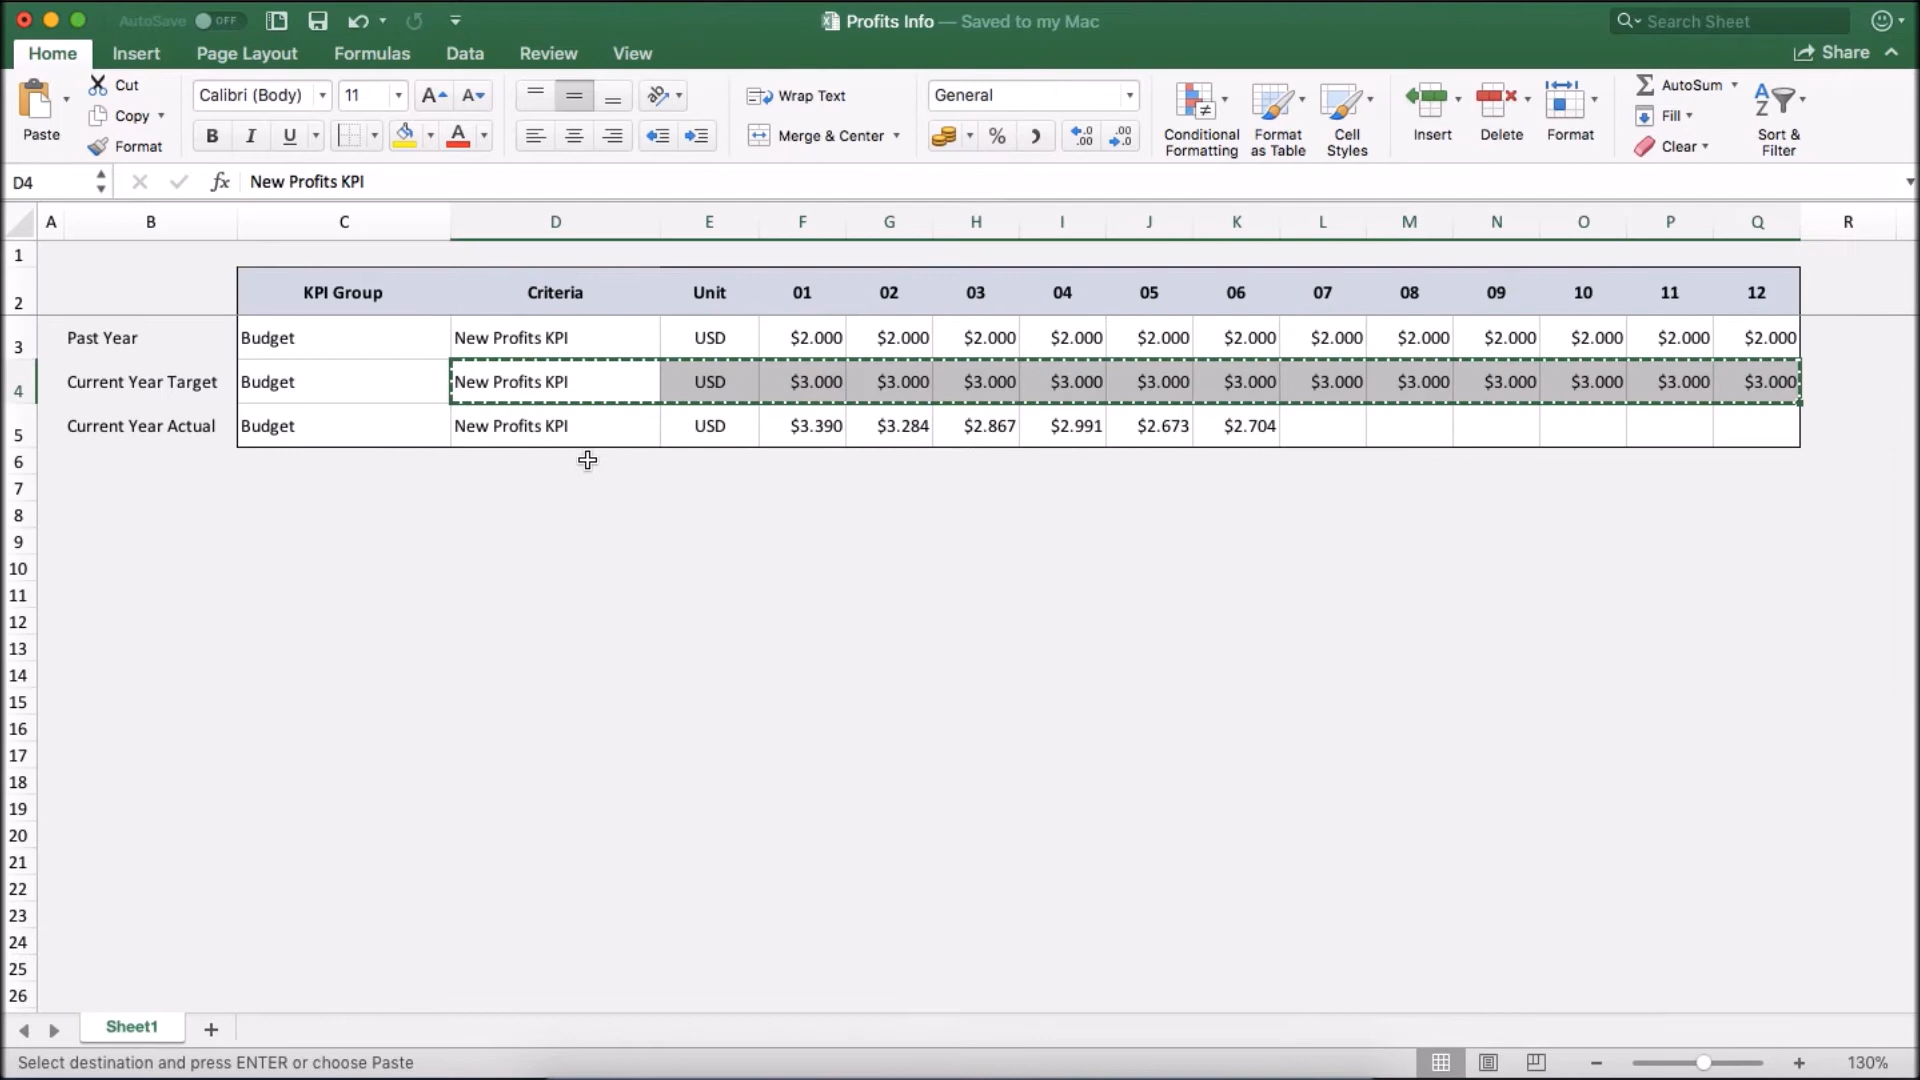 AutoSave OFF Profits Info — Saved to my Mac Search Sheet
Home Insert Page Layout Formulas Data Review View Share
Paste
Cut
Copy
Format
Calibri (Body) 11 A A
B I U A
Wrap Text
Merge & Center
General
% .0 .00 .00 .0
Conditional Formatting
Format as Table
Cell Styles
Insert
Delete
Format
AutoSum
Fill
Clear
Sort & Filter
D4 fx New Profits KPI
A B C D E F G H I J K L M N O P Q R
1
2 KPI Group Criteria Unit 01 02 03 04 05 06 07 08 09 10 11 12
3 Past Year Budget New Profits KPI USD $2.000 $2.000 $2.000 $2.000 $2.000 $2.000 $2.000 $2.000 $2.000 $2.000 $2.000 $2.000
4 Current Year Target Budget New Profits KPI USD $3.000 $3.000 $3.000 $3.000 $3.000 $3.000 $3.000 $3.000 $3.000 $3.000 $3.000 $3.000
5 Current Year Actual Budget New Profits KPI USD $3.390 $3.284 $2.867 $2.991 $2.673 $2.704
6
7
8
9
10
11
12
13
14
15
16
17
18
19
20
21
22
23
24
25
26
Sheet1
Select destination and press ENTER or choose Paste 130%